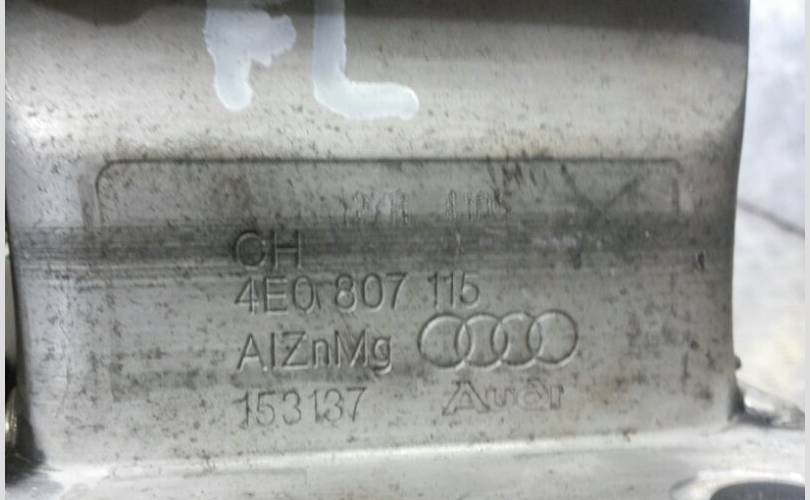 FL
CH
4E0 807 115
AlZnMg
153137
Audi